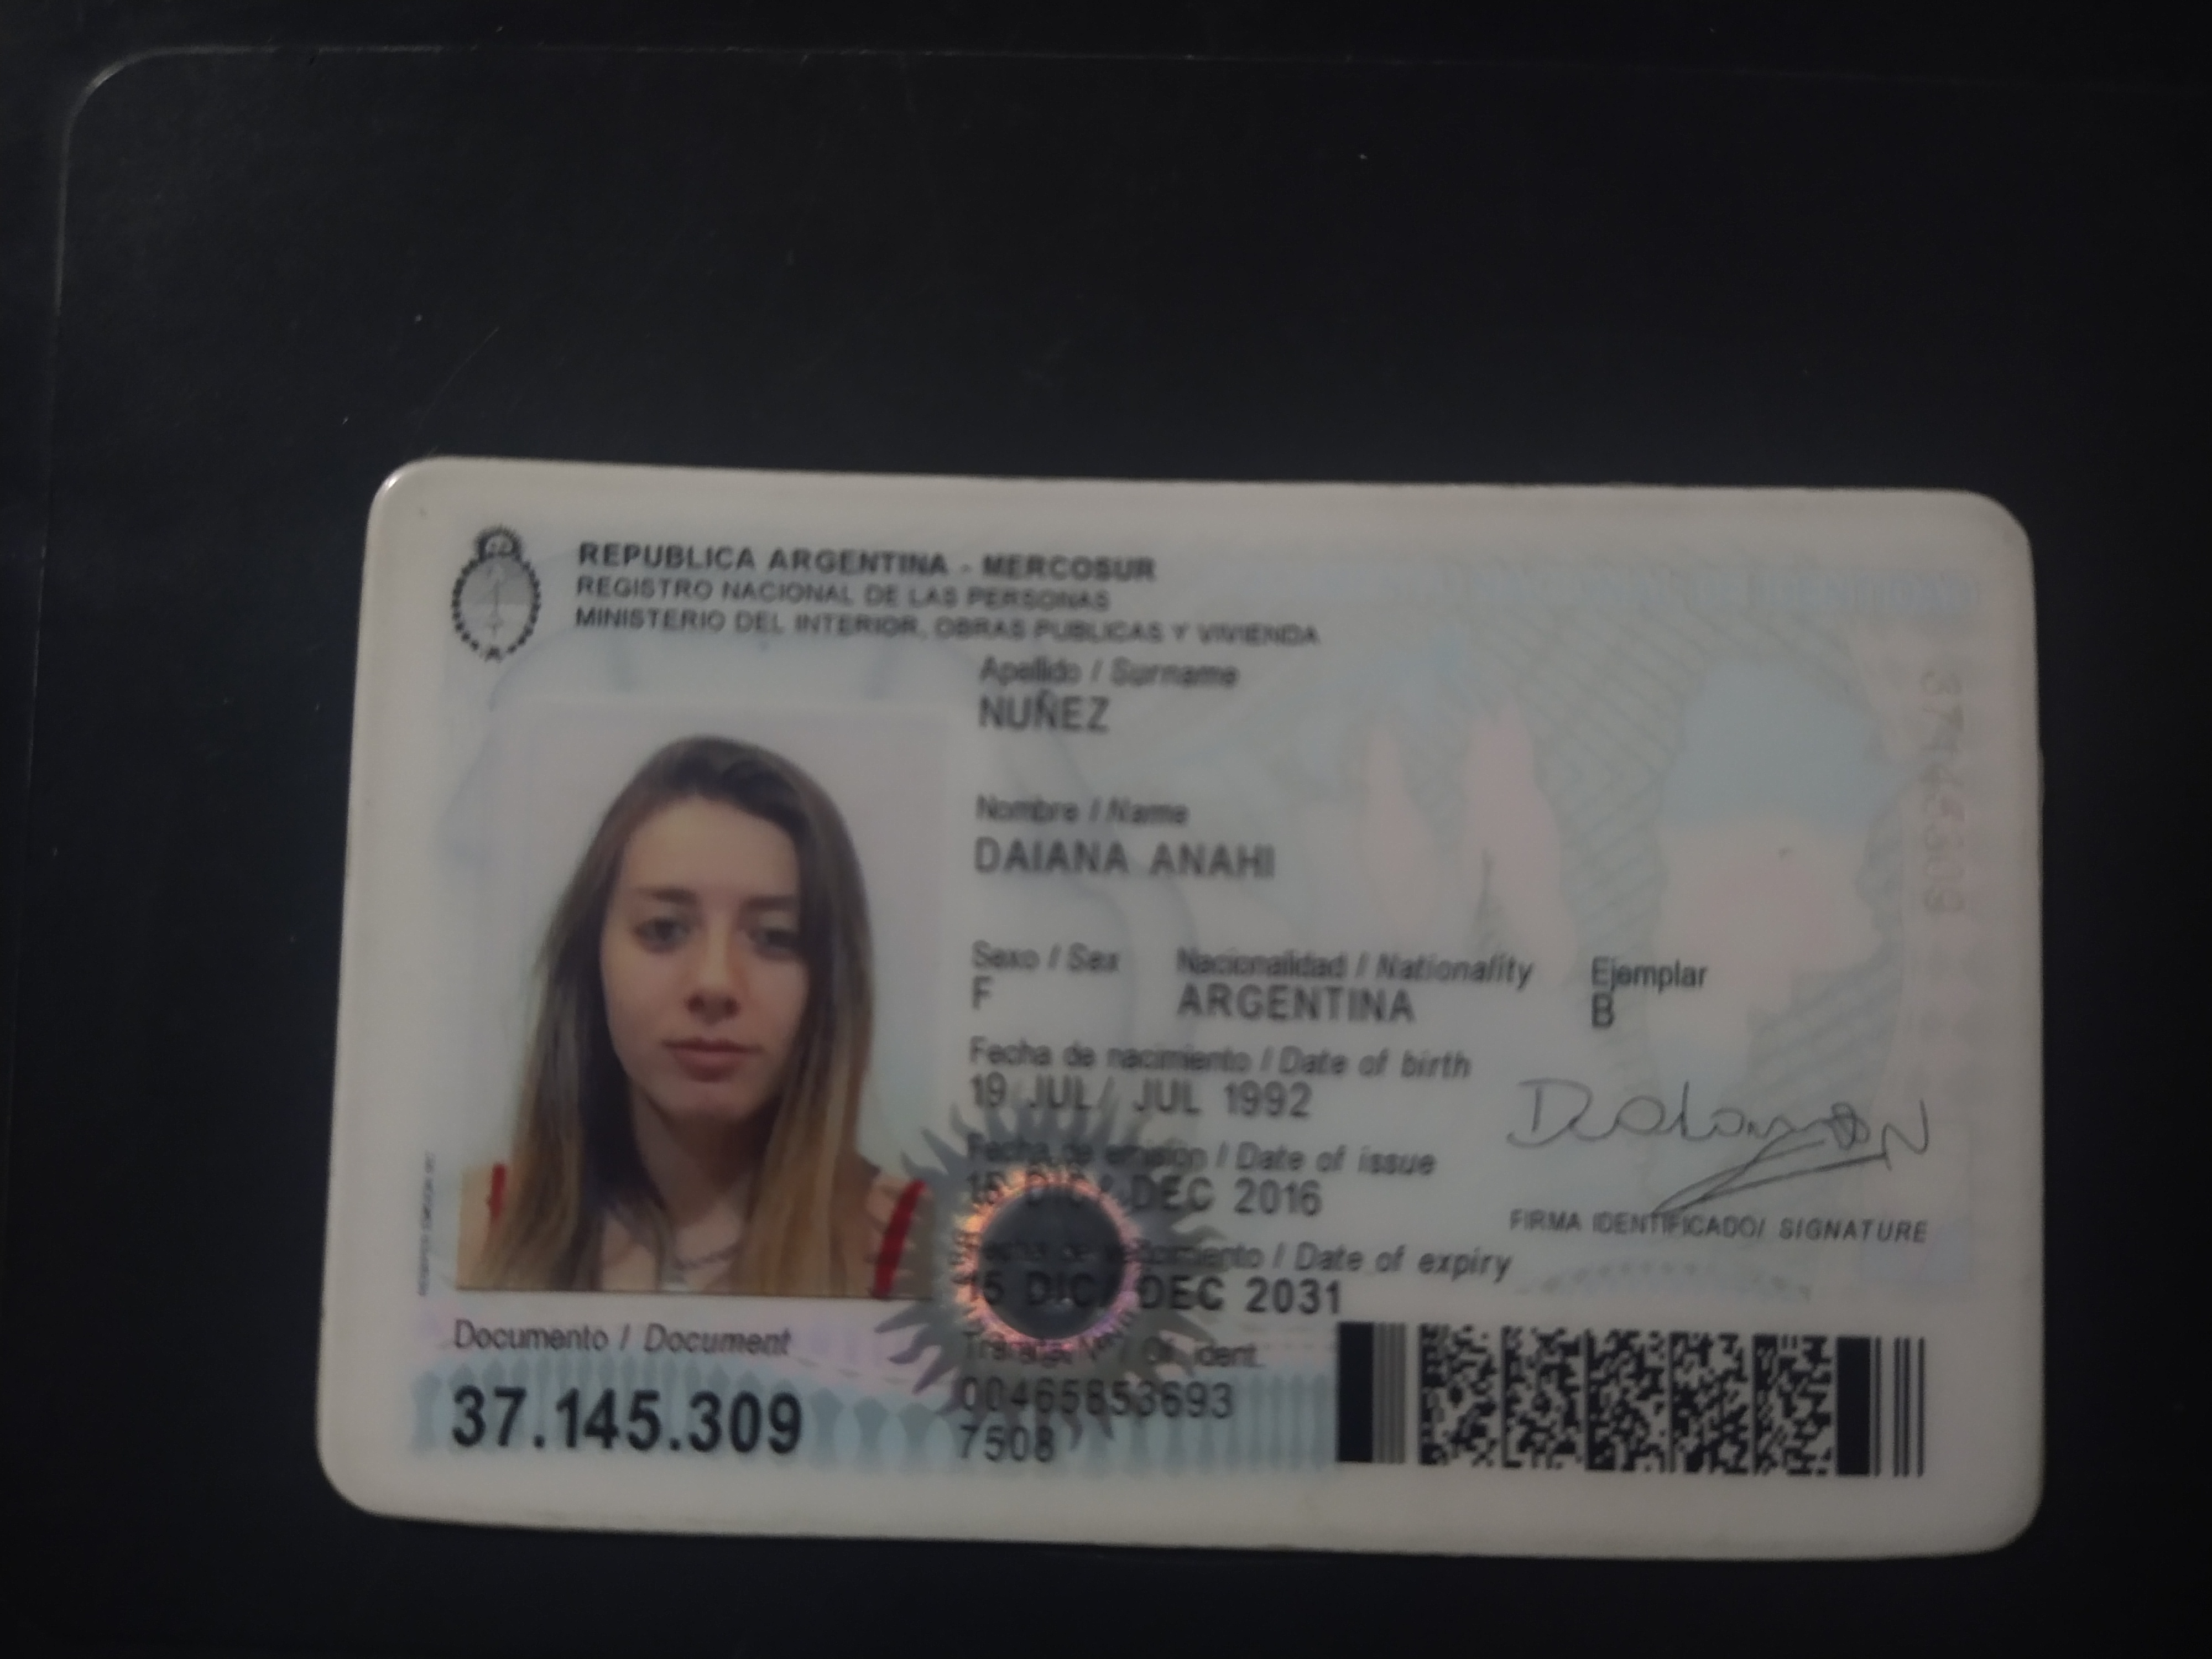 REPUBLICA ARGENTINA - MERCOSUR
REGISTRO NACIONAL DE LAS PERSONAS
MINISTERIO DEL INTERIOR, OBRAS PUBLICAS Y VIVIENDA
Apellido / Surname
NUÑEZ
Nombre / Name
DAIANA ANAHI
Sexo / Sex Nacionalidad / Nationality Ejemplar
F ARGENTINA B
Fecha de nacimiento / Date of birth
19 JUL/ JUL 1992
Fecha de emisión / Date of issue
15 DIC/ DEC 2016
FIRMA IDENTIFICADO/ SIGNATURE
Fecha de vencimiento / Date of expiry
15 DIC/ DEC 2031
Documento / Document
37.145.309
Of. ident.
00465853693
7508